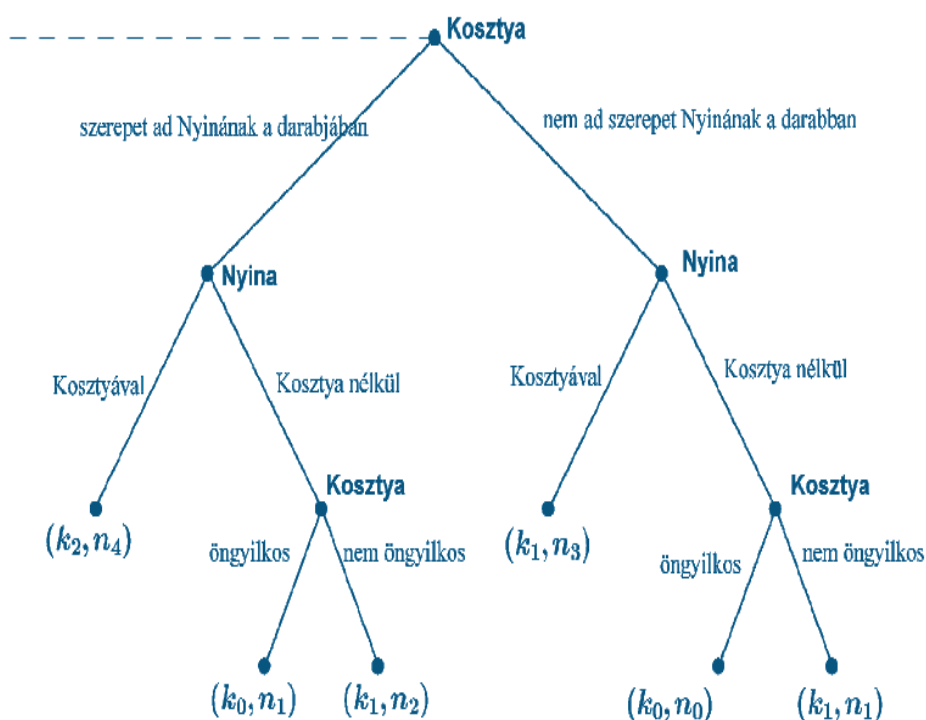 Kosztya
szerepet ad Nyinának a darabjában
nem ad szerepet Nyinának a darabban
Nyina
Nyina
Kosztyával
Kosztya nélkül
Kosztyával
Kosztya nélkül
Kosztya
Kosztya
(k₂, n₄)
öngyilkos
nem öngyilkos
(k₁, n₃)
öngyilkos
nem öngyilkos
(k₀, n₁)
(k₁, n₂)
(k₀, n₀)
(k₁, n₁)